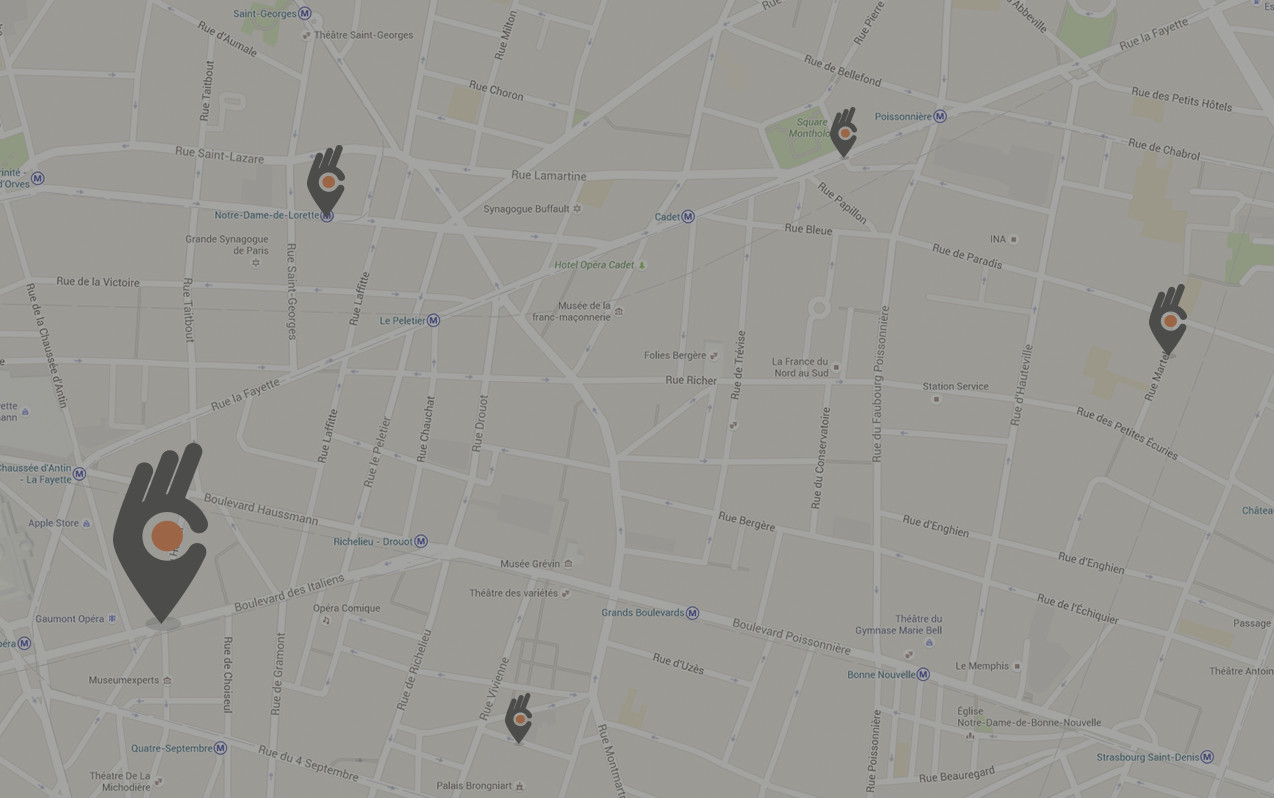 Saint-Georges
Théâtre Saint-Georges
Rue d'Aumale
Rue Milton
Rue Pierre
Rue
Abbeville
Rue la Fayette
Rue de Bellefond
Rue Taitbout
Rue Choron
Rue des Petits Hôtels
Square
Poissonnière
Rue Saint-Lazare
Rue de Chabrol
d'Orves
Rue Lamartine
Rue Papillon
Notre-Dame-de-Lorette
Synagogue Buffault
Cadet
Rue Bleue
Grande Synagogue
de Paris
INA
Rue de Paradis
Hotel Opéra Cadet
Rue de la Victoire
Rue Taitbout
Rue Saint-Georges
Rue Laffitte
Rue de la Chaussée d'Antin
Musée de la
franc-maçonnerie
Le Peletier
Rue du Faubourg Poissonnière
Folies Bergère
Rue de Trévise
La France du
Nord au Sud
Rue d'Hauteville
Rue Richer
Station Service
Rue la Fayette
Rue Laffitte
Rue le Peletier
Rue Chauchat
Rue Drouot
Rue du Conservatoire
Rue des Petites Écuries
Chaussée d'Antin
- La Fayette
Boulevard Haussmann
Apple Store
Rue Bergère
Rue d'Enghien
Richelieu - Drouot
Musée Grévin
Rue d'Enghien
Boulevard des Italiens
Théâtre des variétés
Opéra Comique
Grands Boulevards
Rue de l'Échiquier
Gaumont Opéra
Boulevard Poissonnière
Théâtre du
Gymnase Marie Bell
Passage
Rue de Choiseul
Rue de Gramont
Rue de Richelieu
Rue Vivienne
Rue d'Uzès
Bonne Nouvelle
Le Memphis
Théâtre Antoin
Museumexperts
Église
Notre-Dame-de-Bonne-Nouvelle
Quatre-Septembre
Rue du 4 Septembre
Rue Montmart
Rue Poissonnière
Strasbourg Saint-Denis
Théâtre De La
Michodière
Palais Brongniart
Rue Beauregard